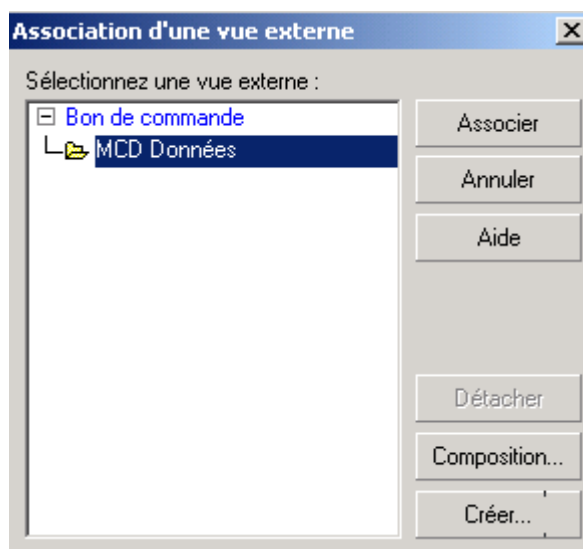 Association d'une vue externe
Sélectionnez une vue externe :
Bon de commande
MCD Données
Associer
Annuler
Aide
Détacher
Composition...
Créer...